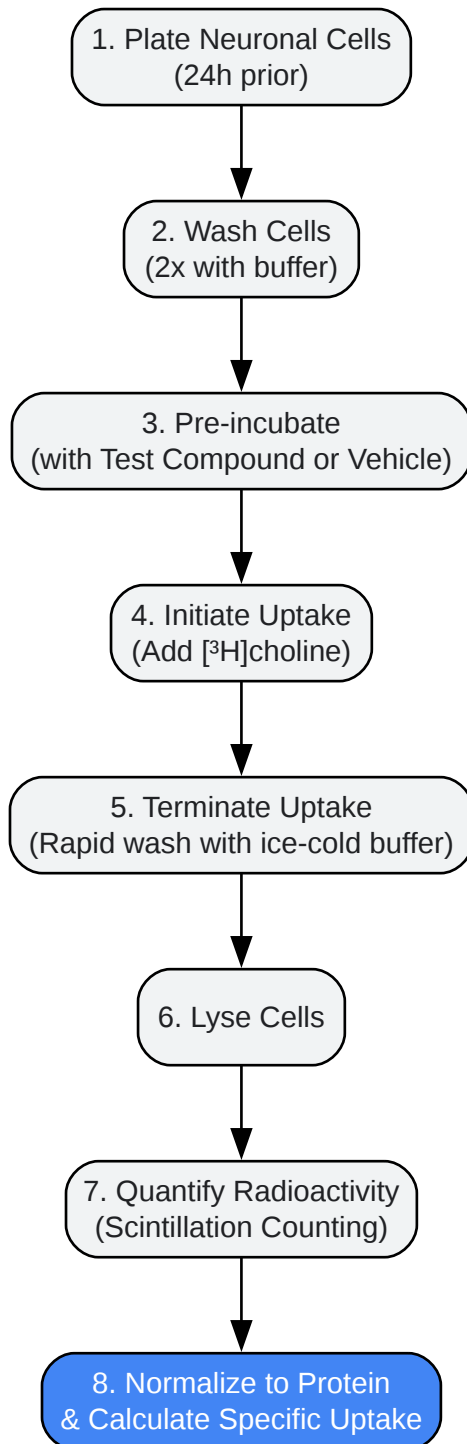 1. Plate Neuronal Cells
(24h prior)
2. Wash Cells
(2x with buffer)
3. Pre-incubate
(with Test Compound or Vehicle)
4. Initiate Uptake
(Add [³H]choline)
5. Terminate Uptake
(Rapid wash with ice-cold buffer)
6. Lyse Cells
7. Quantify Radioactivity
(Scintillation Counting)
8. Normalize to Protein
& Calculate Specific Uptake